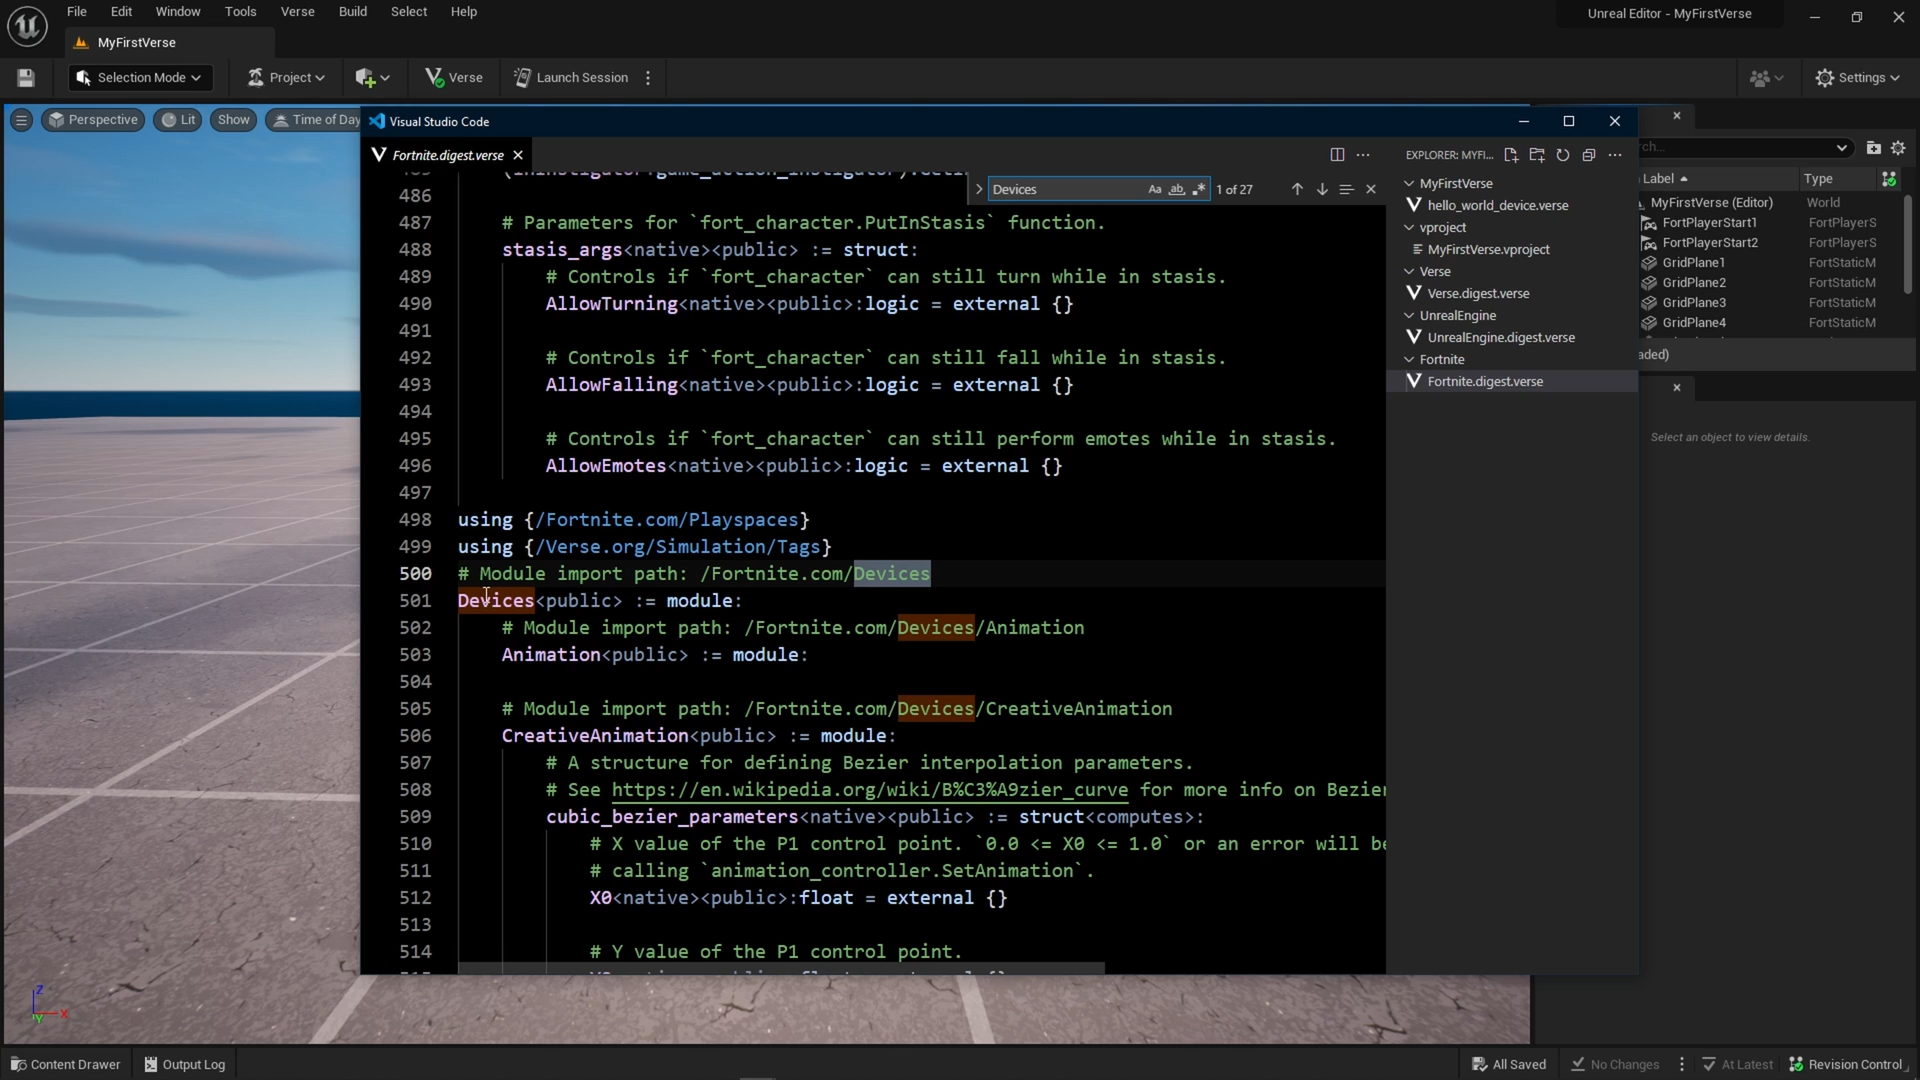 File Edit Window Tools Verse Build Select Help
Unreal Editor - MyFirstVerse
MyFirstVerse
Selection Mode Project Verse Launch Session Settings
Perspective Lit Show Time of Day
Visual Studio Code
Fortnite.digest.verse
Devices Aa ab 1 of 27
486
487 # Parameters for `fort_character.PutInStasis` function.
488 stasis_args<native><public> := struct:
489 # Controls if `fort_character` can still turn while in stasis.
490 AllowTurning<native><public>:logic = external {}
491
492 # Controls if `fort_character` can still fall while in stasis.
493 AllowFalling<native><public>:logic = external {}
494
495 # Controls if `fort_character` can still perform emotes while in stasis.
496 AllowEmotes<native><public>:logic = external {}
497
498 using {/Fortnite.com/Playspaces}
499 using {/Verse.org/Simulation/Tags}
500 # Module import path: /Fortnite.com/Devices
501 Devices<public> := module:
502 # Module import path: /Fortnite.com/Devices/Animation
503 Animation<public> := module:
504
505 # Module import path: /Fortnite.com/Devices/CreativeAnimation
506 CreativeAnimation<public> := module:
507 # A structure for defining Bezier interpolation parameters.
508 # See https://en.wikipedia.org/wiki/B%C3%A9zier_curve for more info on Bezier
509 cubic_bezier_parameters<native><public> := struct<computes>:
510 # X value of the P1 control point. `0.0 <= X0 <= 1.0` or an error will be
511 # calling `animation_controller.SetAnimation`.
512 X0<native><public>:float = external {}
513
514 # Y value of the P1 control point.
EXPLORER: MYFI...
MyFirstVerse
hello_world_device.verse
vproject
MyFirstVerse.vproject
Verse
Verse.digest.verse
UnrealEngine
UnrealEngine.digest.verse
Fortnite
Fortnite.digest.verse
rch...
Label Type
MyFirstVerse (Editor) World
FortPlayerStart1 FortPlayerS
FortPlayerStart2 FortPlayerS
GridPlane1 FortStaticM
GridPlane2 FortStaticM
GridPlane3 FortStaticM
GridPlane4 FortStaticM
aded)
Select an object to view details.
Z
Y X
Content Drawer Output Log All Saved No Changes At Latest Revision Control